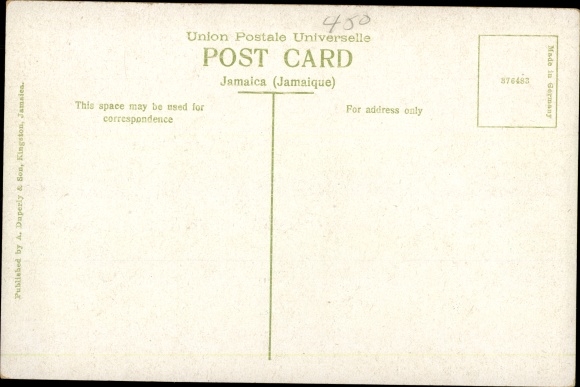 450
Union Postale Universelle
POST CARD
Jamaica (Jamaique)
This space may be used for
correspondence
For address only
376483
Made in Germany
Published by A. Duperly & Son, Kingston, Jamaica.